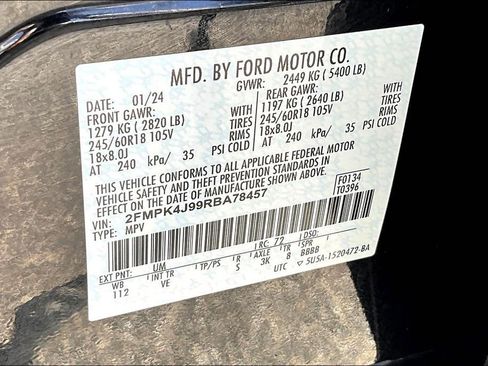 MFD. BY FORD MOTOR CO.
DATE: 01/24 GVWR: 2449 KG (5400 LB)
FRONT GAWR: REAR GAWR:
1279 KG (2820 LB) 1197 KG (2640 LB)
245/60R18 105V TIRES 245/60R18 105V TIRES
18x8.0J RIMS 18x8.0J RIMS
AT 240 kPa/ 35 PSI COLD AT 240 kPa/ 35 PSI COLD
THIS VEHICLE CONFORMS TO ALL APPLICABLE FEDERAL MOTOR
VEHICLE SAFETY AND THEFT PREVENTION STANDARDS IN
EFFECT ON THE DATE OF MANUFACTURE SHOWN ABOVE.
VIN: 2FMPK4J99RBA78457 F0134
TYPE: MPV T0396
EXT PNT: UM RC: 72 DSO:
WB INT TR TP/PS R AXLE TR SPR
112 VE S 3K 8 BBBB
UTC 5U5A-1520472-BA